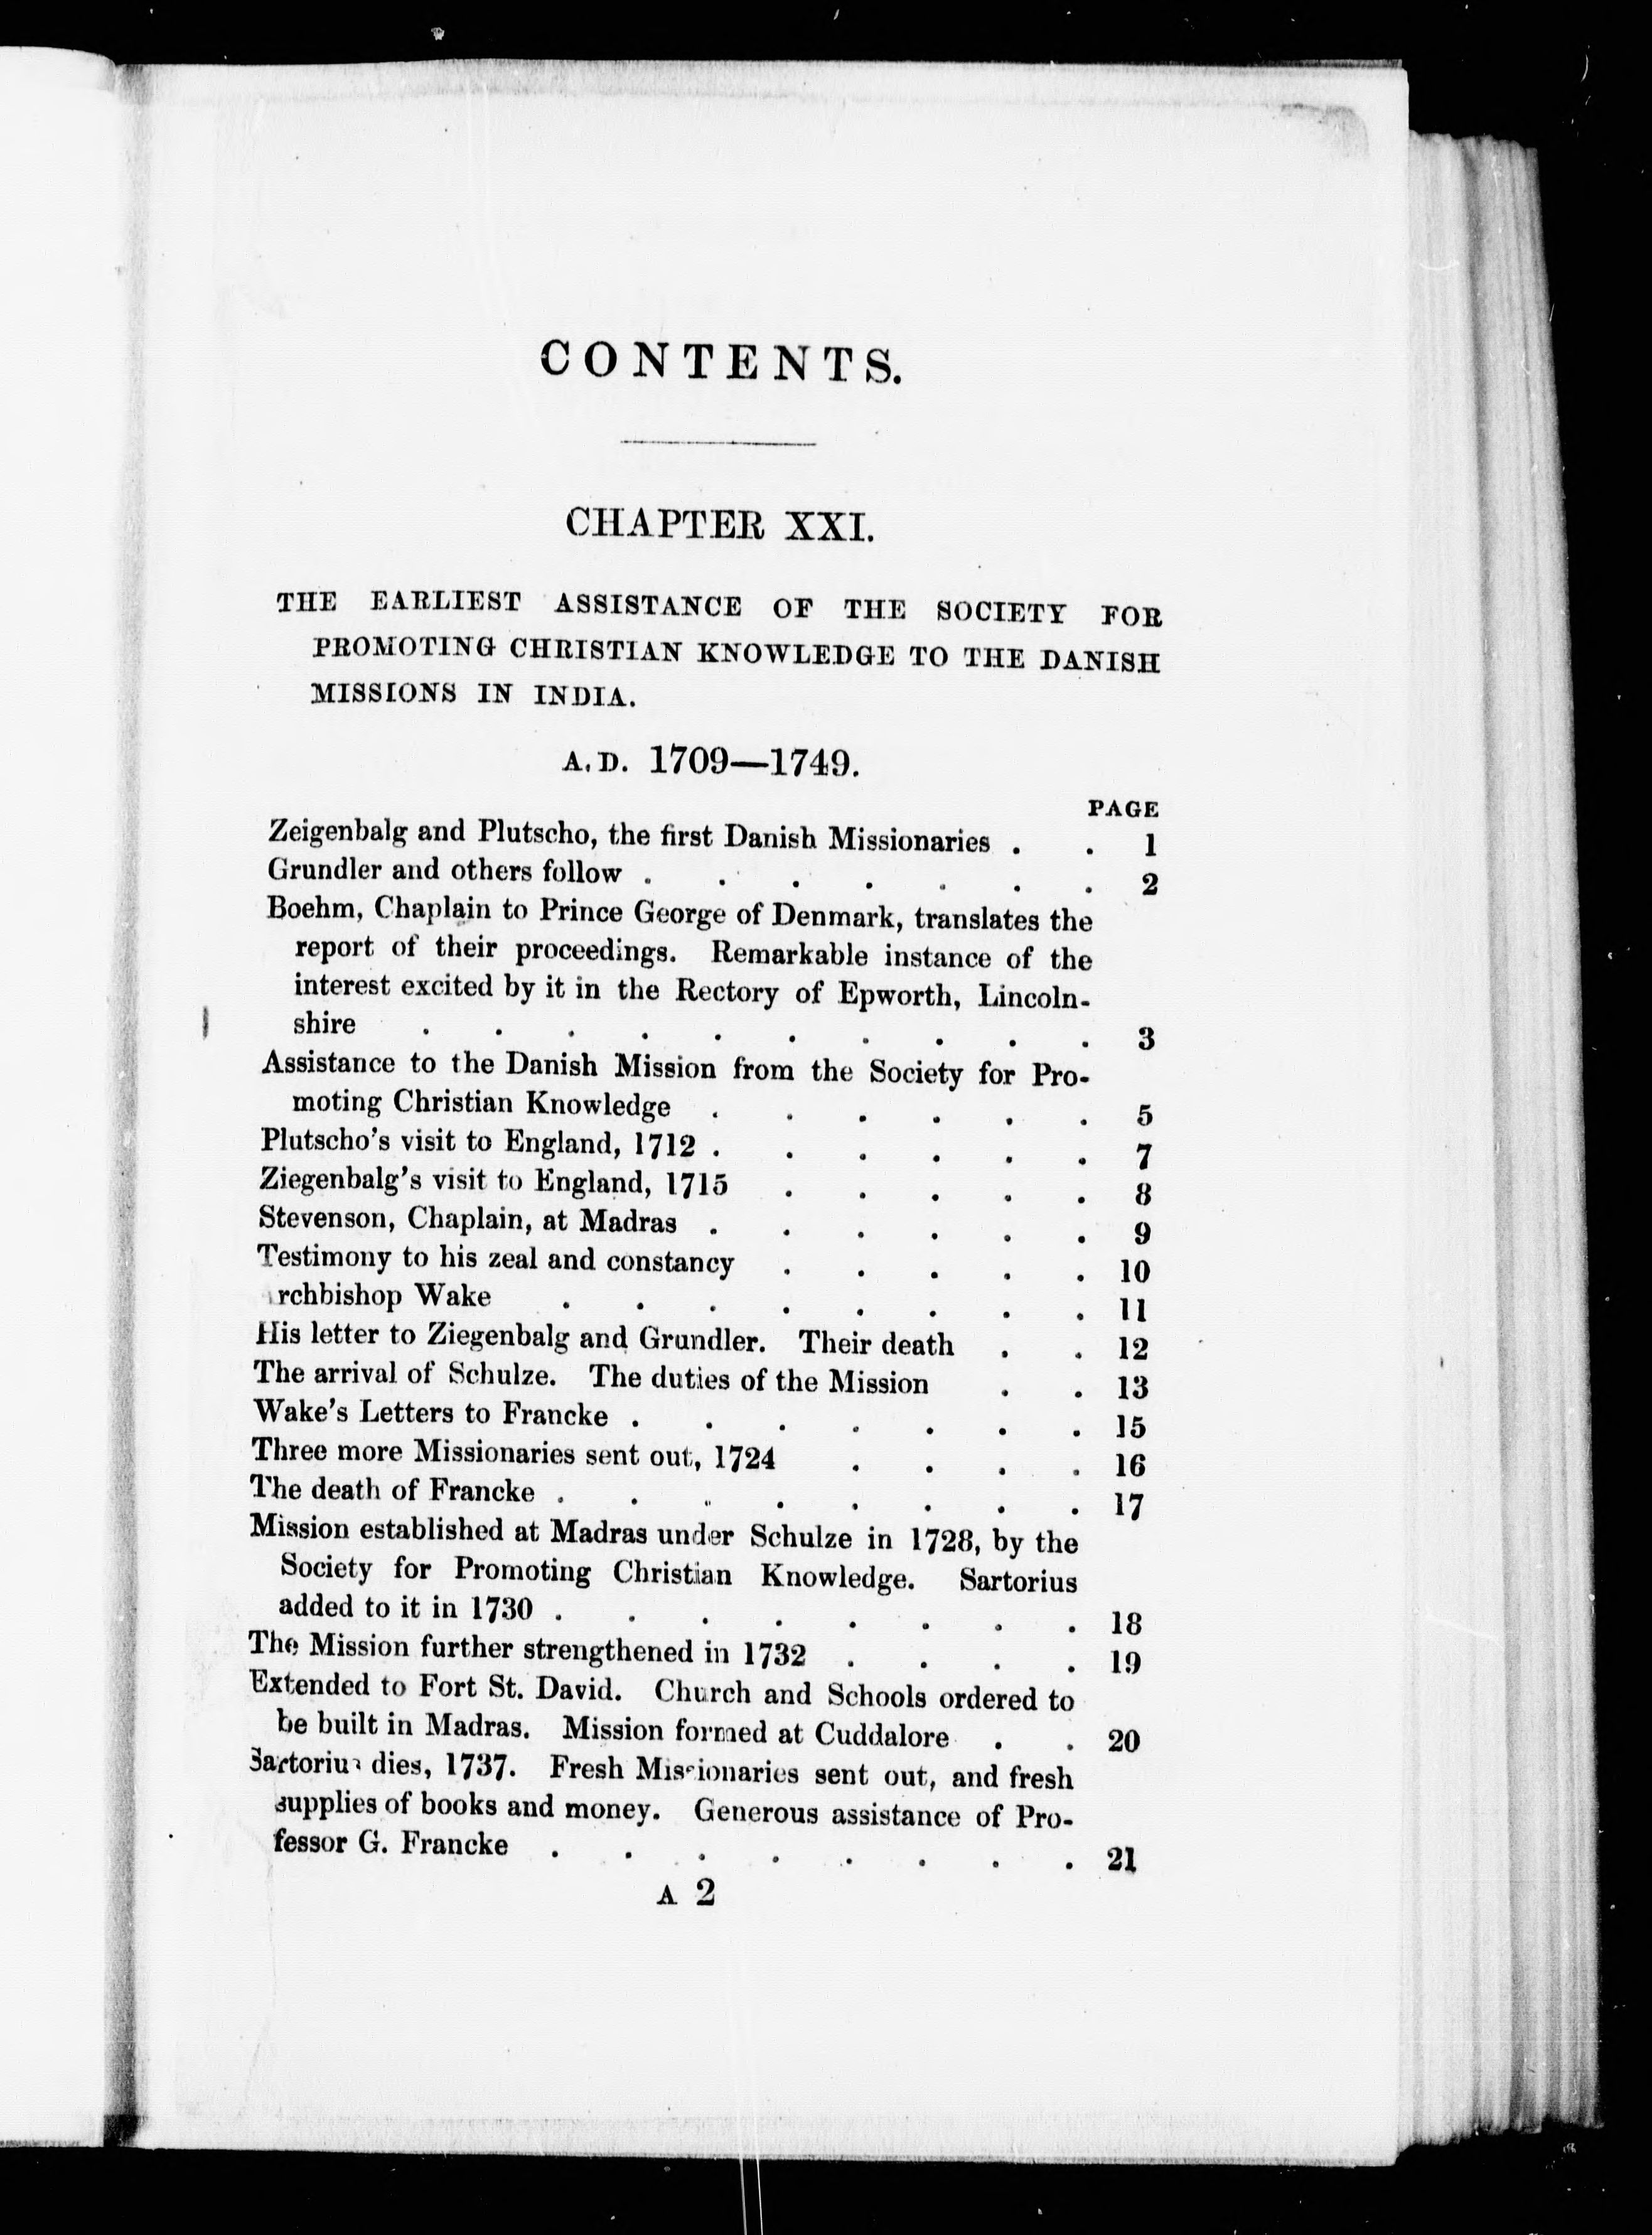 CONTENTS.
CHAPTER XXI.
THE EARLIEST ASSISTANCE OF THE SOCIETY FOR
PROMOTING CHRISTIAN KNOWLEDGE TO THE DANISH
MISSIONS IN INDIA.
A.D. 1709—1749.
PAGE
Zeigenbalg and Plutscho, the first Danish Missionaries . . 1
Grundler and others follow . . . . . . . 2
Boehm, Chaplain to Prince George of Denmark, translates the
report of their proceedings. Remarkable instance of the
interest excited by it in the Rectory of Epworth, Lincoln-
shire . . . . . . . . . . 3
Assistance to the Danish Mission from the Society for Pro-
moting Christian Knowledge . . . . . . 5
Plutscho's visit to England, 1712 . . . . . . 7
Ziegenbalg's visit to England, 1715 . . . . . 8
Stevenson, Chaplain, at Madras . . . . . . 9
Testimony to his zeal and constancy . . . . . 10
Archbishop Wake . . . . . . . . 11
His letter to Ziegenbalg and Grundler. Their death . . 12
The arrival of Schulze. The duties of the Mission . . 13
Wake's Letters to Francke . . . . . . . 15
Three more Missionaries sent out, 1724 . . . . 16
The death of Francke . . . . . . . . 17
Mission established at Madras under Schulze in 1728, by the
Society for Promoting Christian Knowledge. Sartorius
added to it in 1730 . . . . . . . . 18
The Mission further strengthened in 1732 . . . . 19
Extended to Fort St. David. Church and Schools ordered to
be built in Madras. Mission formed at Cuddalore . . 20
Sartorius dies, 1737. Fresh Missionaries sent out, and fresh
supplies of books and money. Generous assistance of Pro-
fessor G. Francke . . . . . . . . 21
A 2